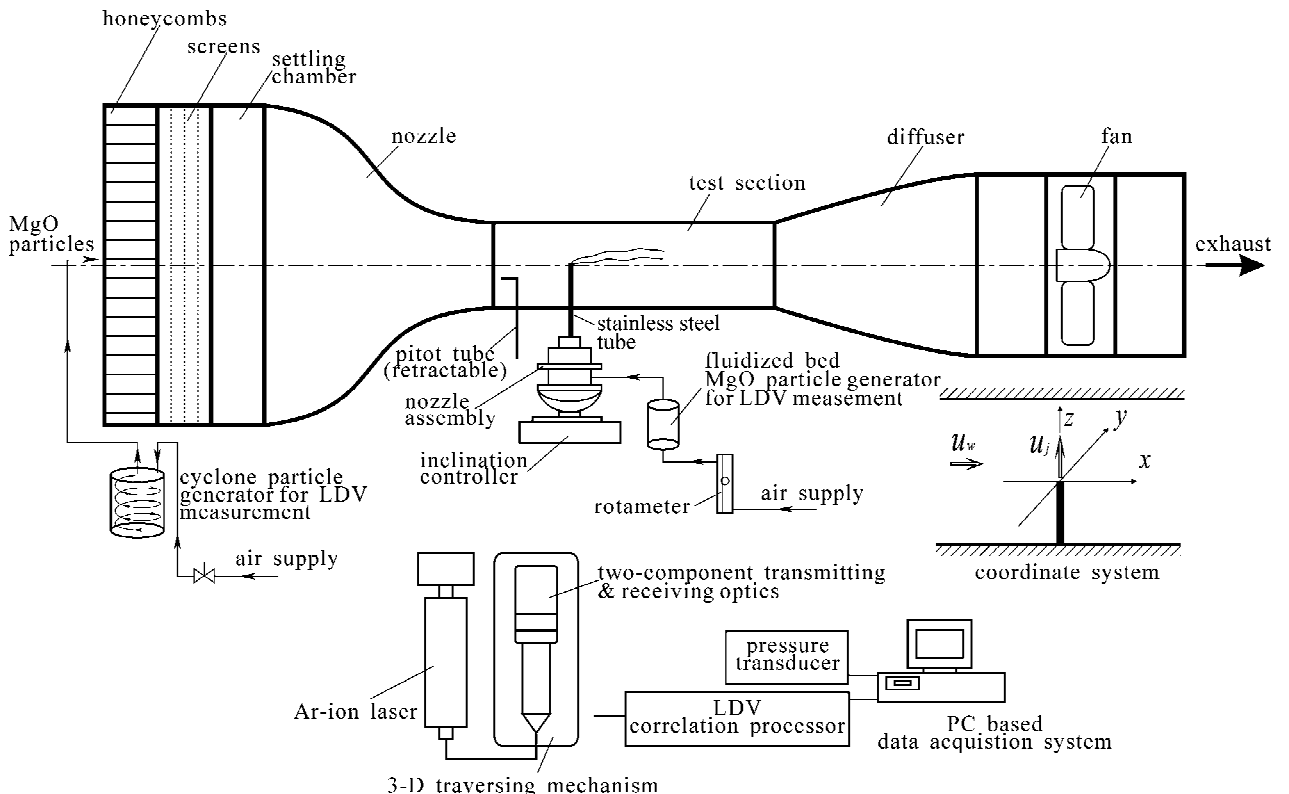 honeycombs
screens
settling
chamber
nozzle
diffuser
fan
test section
MgO
particles
exhaust
stainless steel
tube
pitot tube
(retractable)
nozzle
assembly
fluidized bed
MgO particle generator
for LDV measement
inclination
controller
rotameter
air supply
cyclone particle
generator for LDV
measurement
air supply
u_w
u_j
z
y
x
coordinate system
two-component transmitting
& receiving optics
Ar-ion laser
3-D traversing mechanism
pressure
transducer
LDV
correlation processor
PC based
data acquistion system